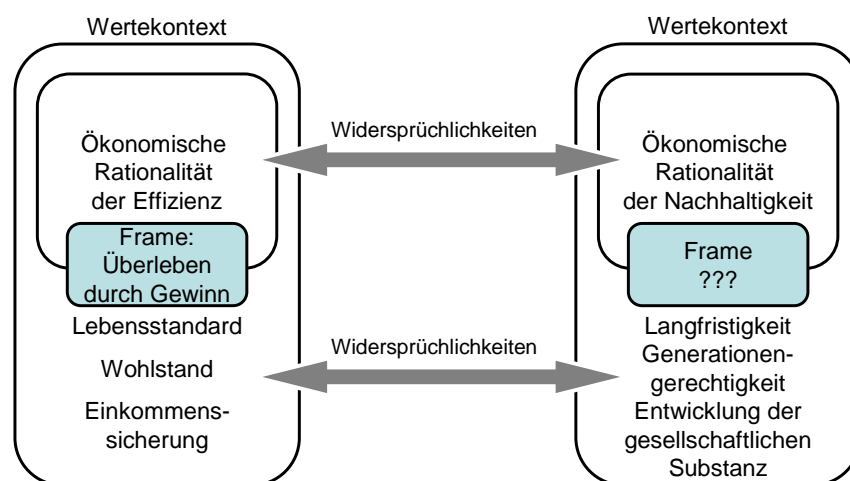 Wertekontext
Ökonomische
Rationalität
der Effizienz
Frame:
Überleben
durch Gewinn
Lebensstandard
Wohlstand
Einkommens-
sicherung
Widersprüchlichkeiten
Widersprüchlichkeiten
Wertekontext
Ökonomische
Rationalität
der Nachhaltigkeit
Frame
???
Langfristigkeit
Generationen-
gerechtigkeit
Entwicklung der
gesellschaftlichen
Substanz